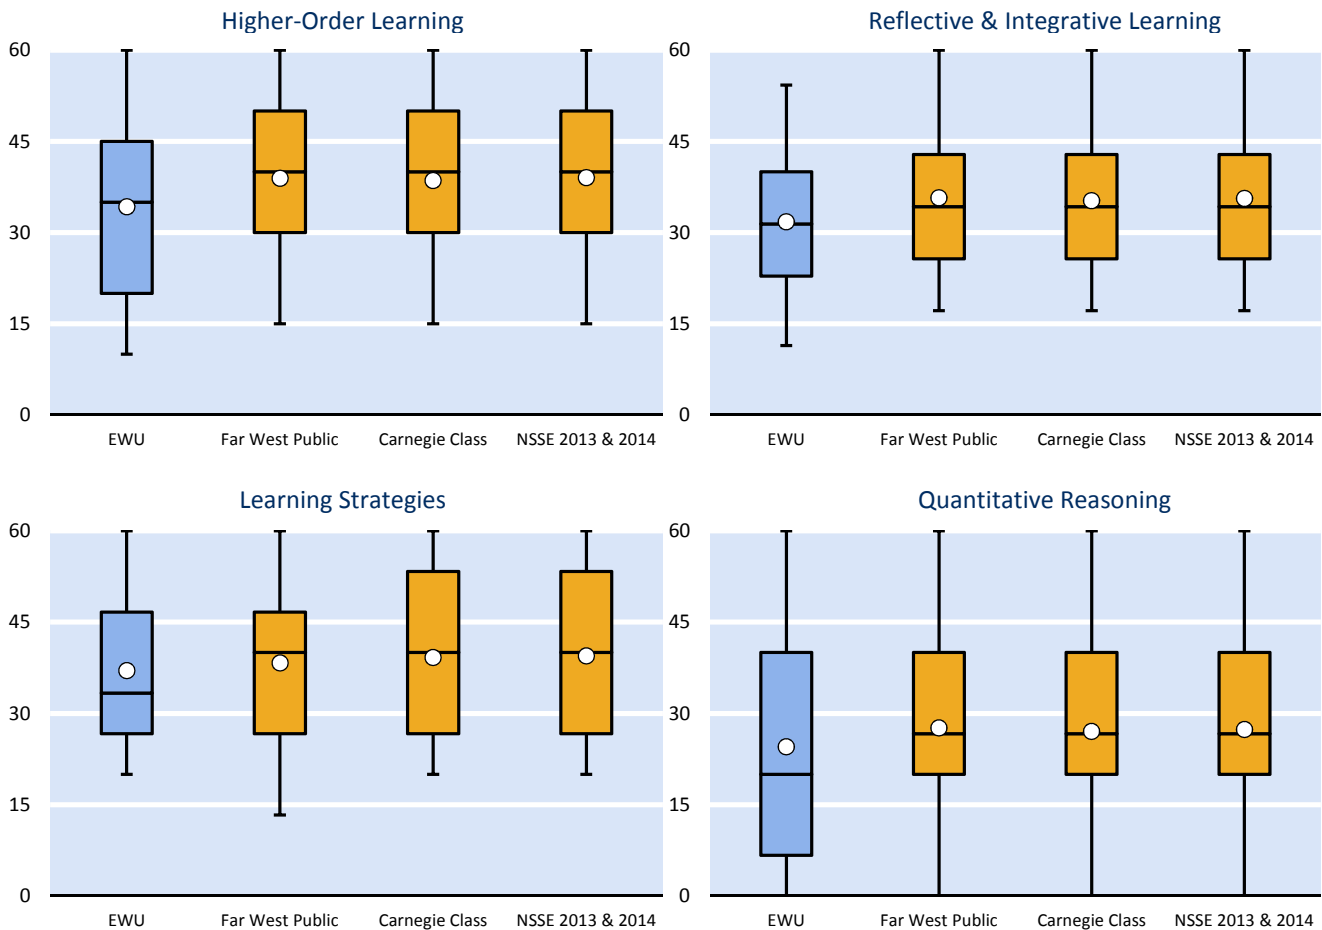 Higher-Order Learning
60
45
30
15
0
EWU Far West Public Carnegie Class NSSE 2013 & 2014
Reflective & Integrative Learning
60
45
30
15
0
EWU Far West Public Carnegie Class NSSE 2013 & 2014
Learning Strategies
60
45
30
15
0
EWU Far West Public Carnegie Class NSSE 2013 & 2014
Quantitative Reasoning
60
45
30
15
0
EWU Far West Public Carnegie Class NSSE 2013 & 2014